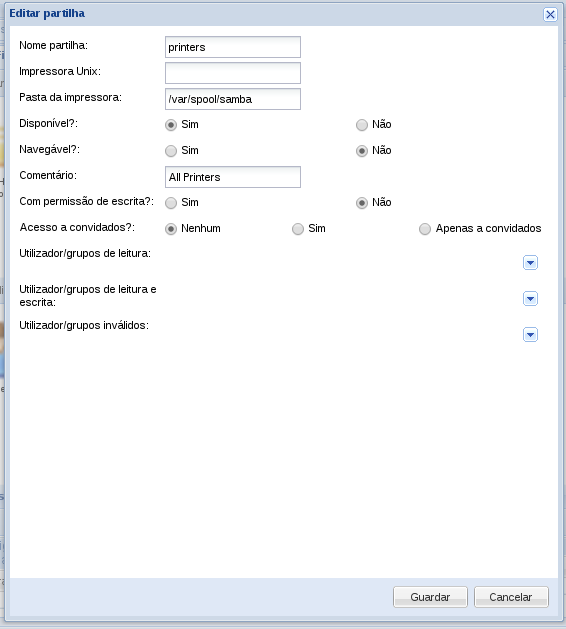 Editar partilha
Nome partilha: printers
Impressora Unix:
Pasta da impressora: /var/spool/samba
Disponível?: Sim Não
Navegável?: Sim Não
Comentário: All Printers
Com permissão de escrita?: Sim Não
Acesso a convidados?: Nenhum Sim Apenas a convidados
Utilizador/grupos de leitura:
Utilizador/grupos de leitura e
escrita:
Utilizador/grupos inválidos:
Guardar Cancelar